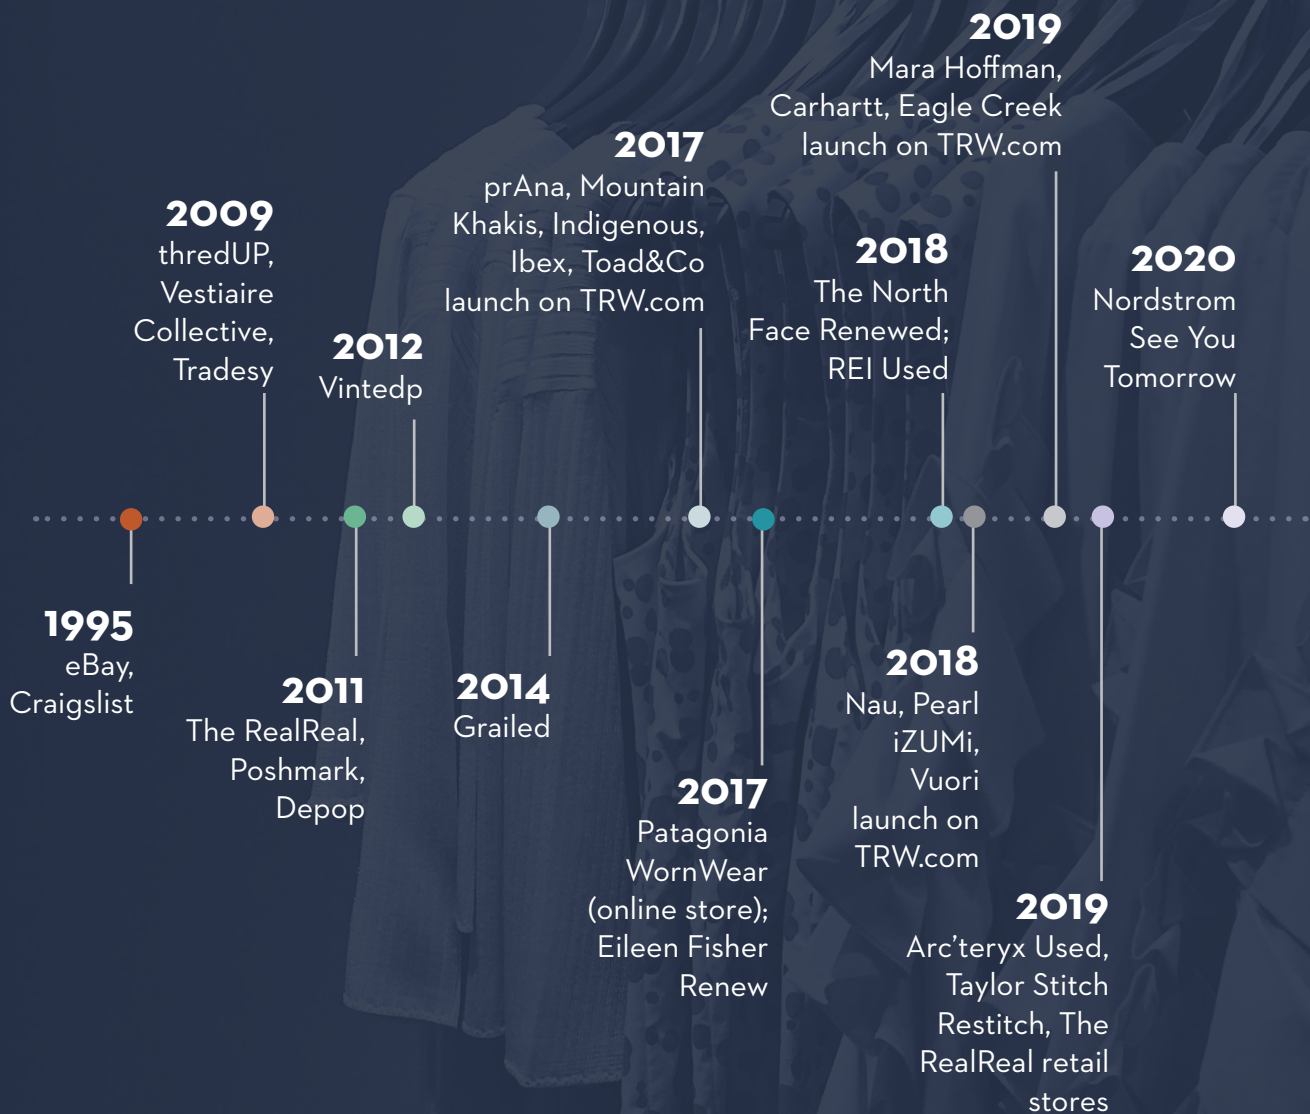 1995
eBay,
Craigslist
2009
thredUP,
Vestiaire
Collective,
Tradesy
2011
The RealReal,
Poshmark,
Depop
2012
Vintedp
2014
Grailed
2017
prAna, Mountain
Khakis, Indigenous,
Ibex, Toad&Co
launch on TRW.com
2017
Patagonia
WornWear
(online store);
Eileen Fisher
Renew
2018
The North
Face Renewed;
REI Used
2018
Nau, Pearl
iZUMi,
Vuori
launch on
TRW.com
2019
Mara Hoffman,
Carhartt, Eagle Creek
launch on TRW.com
2019
Arc’teryx Used,
Taylor Stitch
Restitch, The
RealReal retail
stores
2020
Nordstrom
See You
Tomorrow